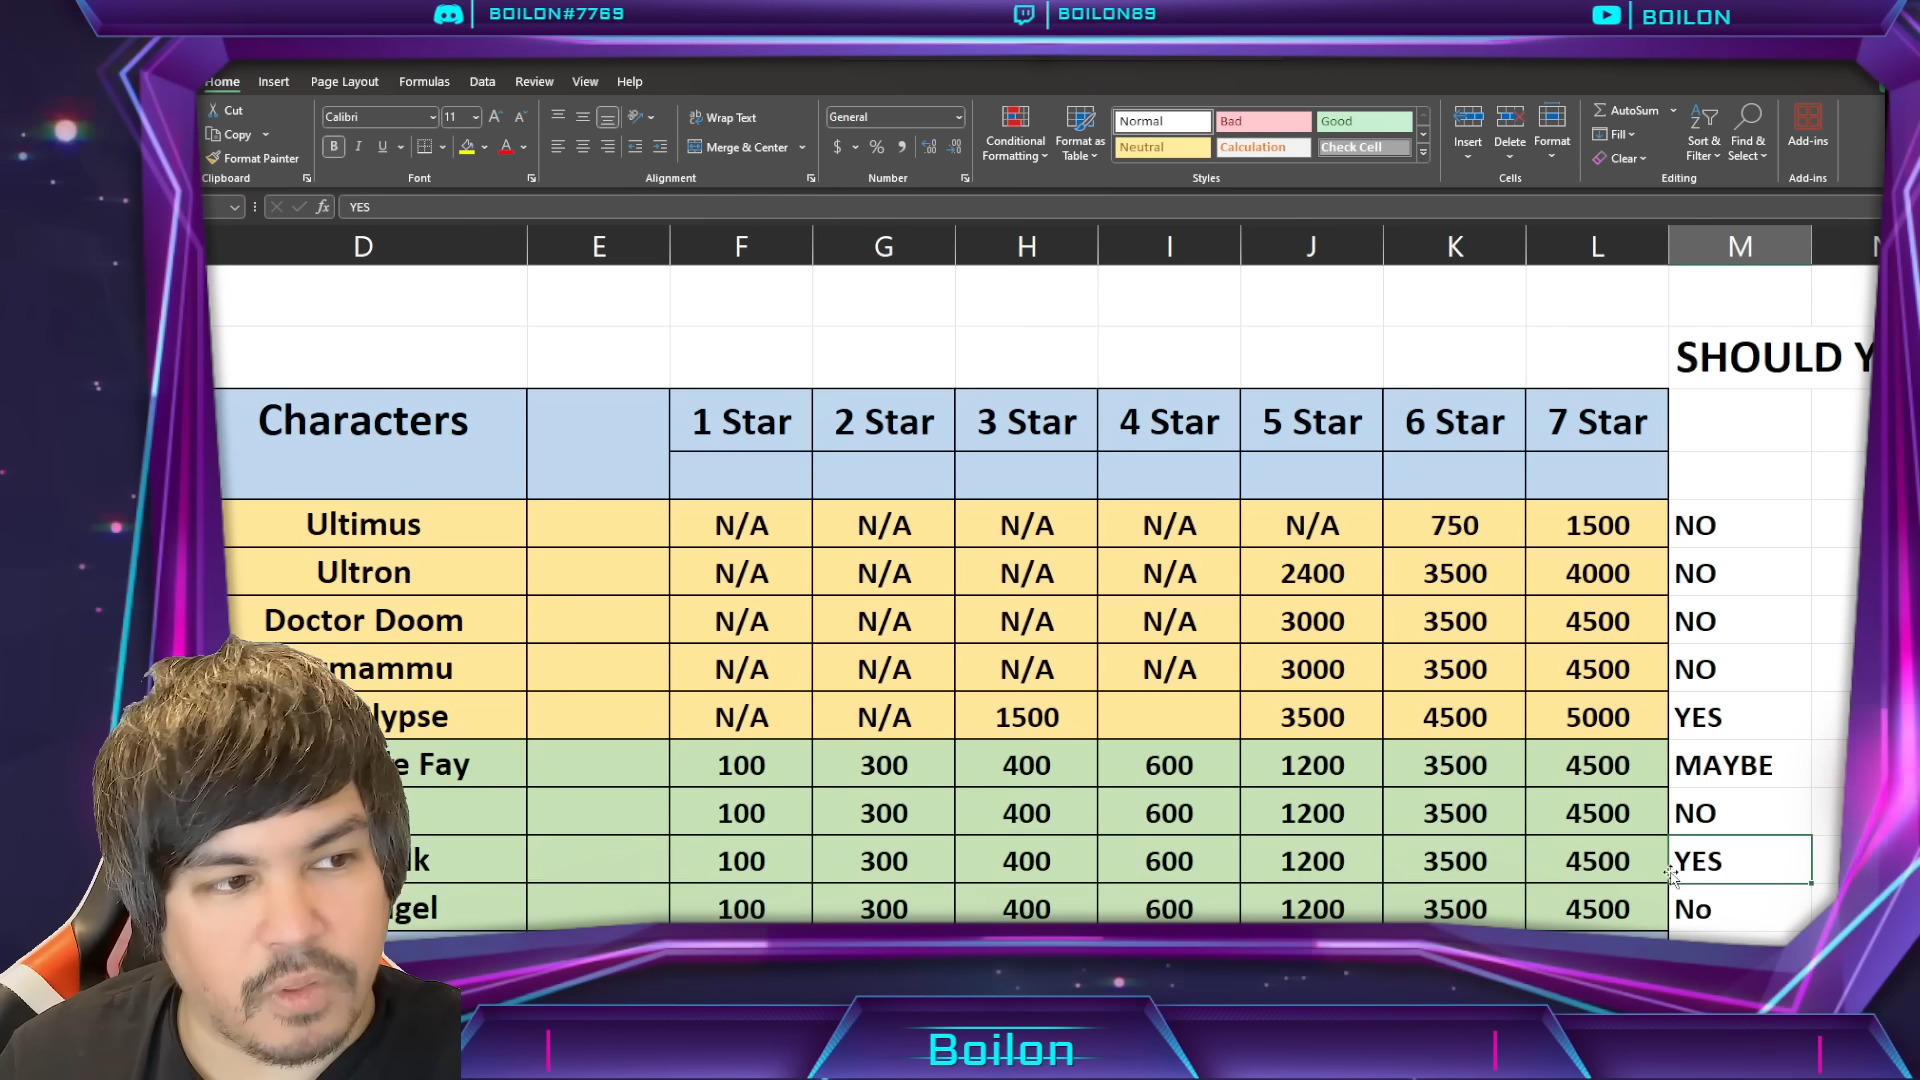 BOILON#7769
BOILON89
BOILON
Home Insert Page Layout Formulas Data Review View Help
Cut
Copy
Format Painter
Clipboard
Calibri 11
B I U
Font
Wrap Text
Merge & Center
Alignment
General
$ % 9
Number
Conditional Formatting
Format as Table
Normal Bad Good
Neutral Calculation Check Cell
Styles
Insert Delete Format
Cells
AutoSum
Fill
Clear
Sort & Filter
Find & Select
Editing
Add-ins
Add-ins
fx YES
D E F G H I J K L M
SHOULD
Characters 1 Star 2 Star 3 Star 4 Star 5 Star 6 Star 7 Star
Ultimus N/A N/A N/A N/A N/A 750 1500 NO
Ultron N/A N/A N/A N/A 2400 3500 4000 NO
Doctor Doom N/A N/A N/A N/A 3000 3500 4500 NO
mammu N/A N/A N/A N/A 3000 3500 4500 NO
lypse N/A N/A 1500 3500 4500 5000 YES
e Fay 100 300 400 600 1200 3500 4500 MAYBE
100 300 400 600 1200 3500 4500 NO
lk 100 300 400 600 1200 3500 4500 YES
gel 100 300 400 600 1200 3500 4500 No
Boilon